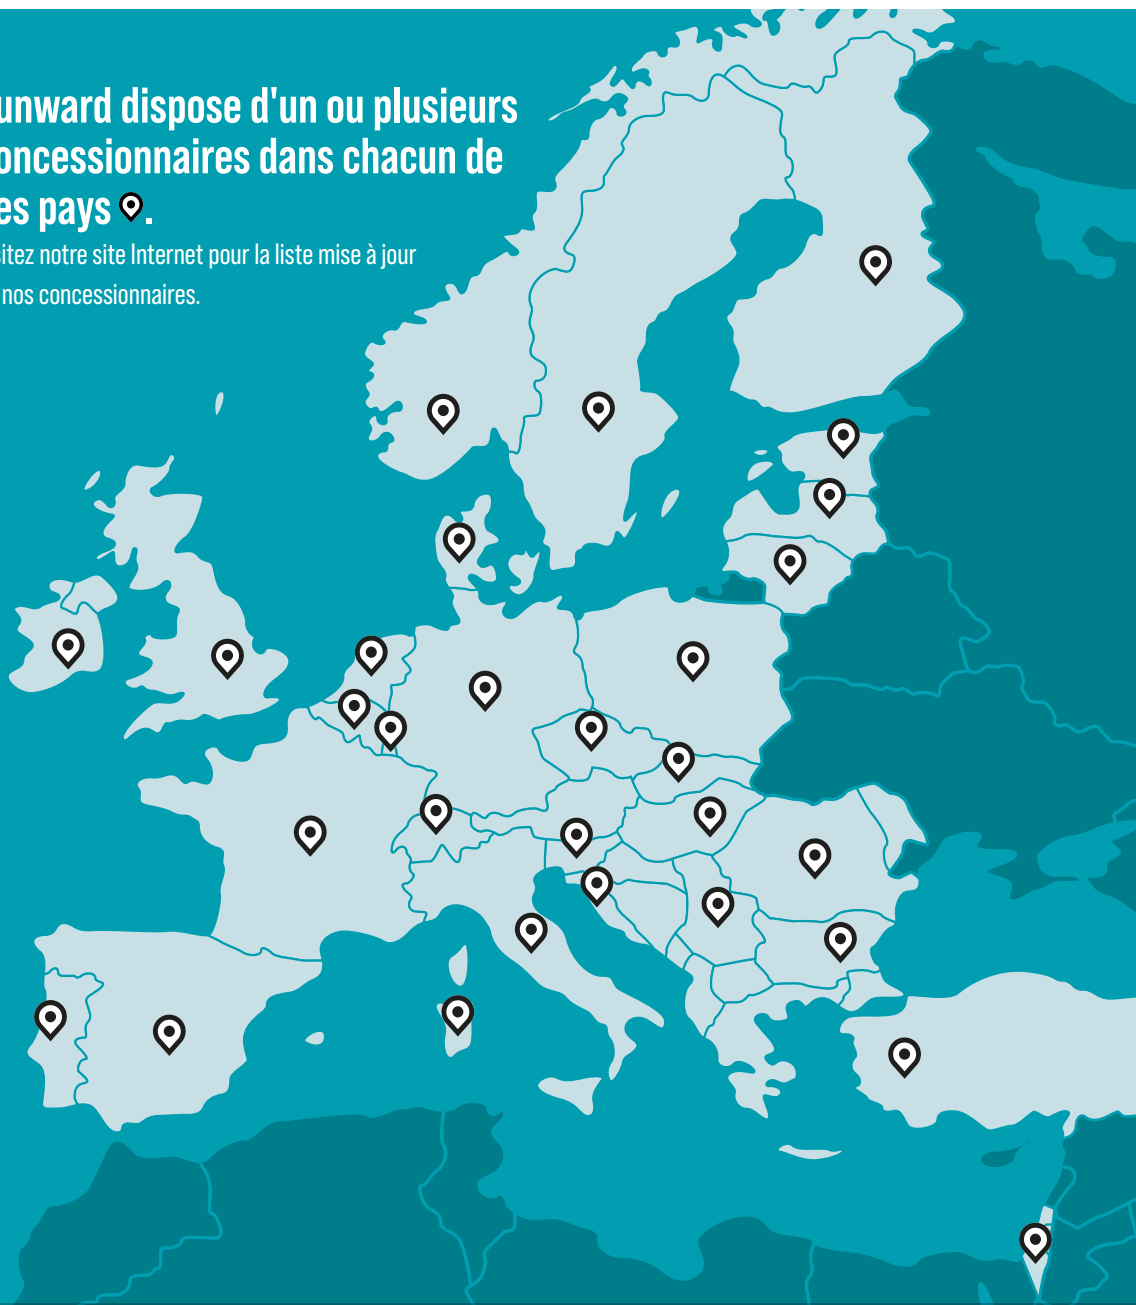 unward dispose d'un ou plusieurs
oncessionnaires dans chacun de
es pays .
sitez notre site Internet pour la liste mise à jour
nos concessionnaires.